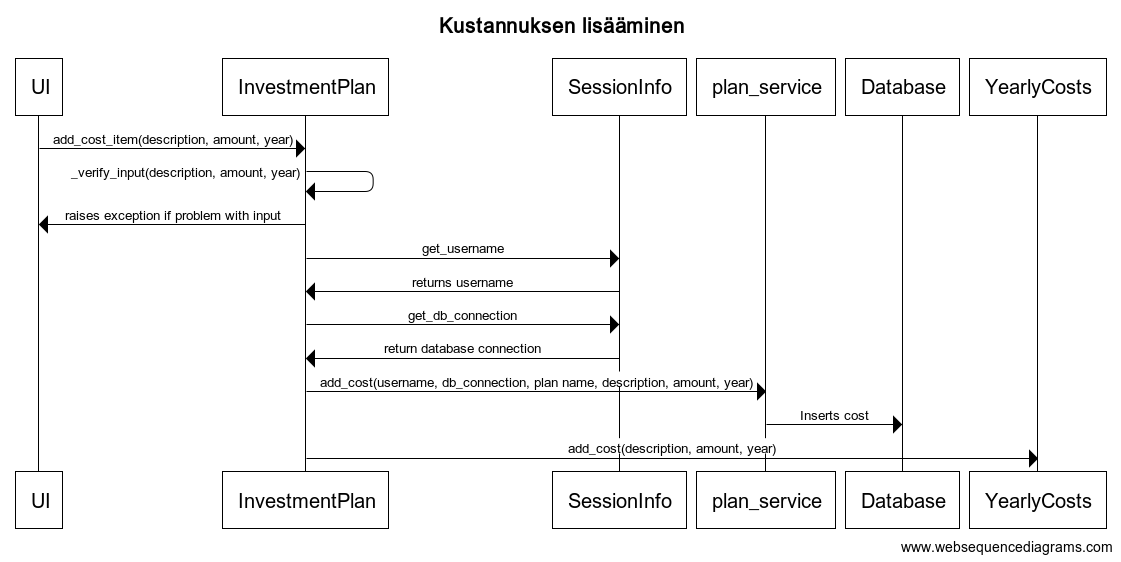 Kustannuksen lisääminen
UI InvestmentPlan SessionInfo plan_service Database YearlyCosts
add_cost_item(description, amount, year)
_verify_input(description, amount, year)
raises exception if problem with input
get_username
returns username
get_db_connection
return database connection
add_cost(username, db_connection, plan name, description, amount, year)
Inserts cost
add_cost(description, amount, year)
UI InvestmentPlan SessionInfo plan_service Database YearlyCosts
www.websequencediagrams.com